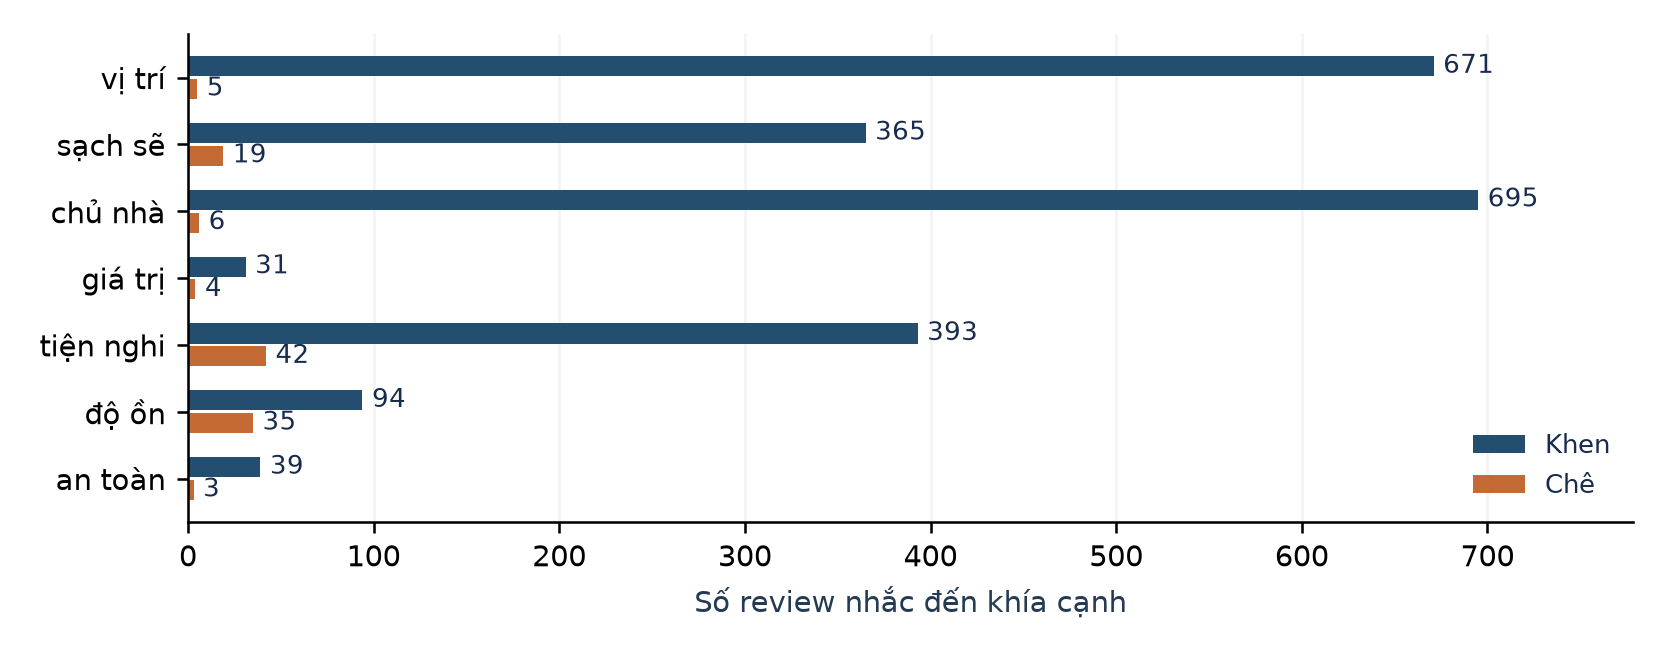 vị trí 671
5
sạch sẽ 365
19
chủ nhà 695
6
giá trị 31
4
tiện nghi 393
42
độ ồn 94
35
an toàn 39
3
Khen
Chê
0 100 200 300 400 500 600 700
Số review nhắc đến khía cạnh